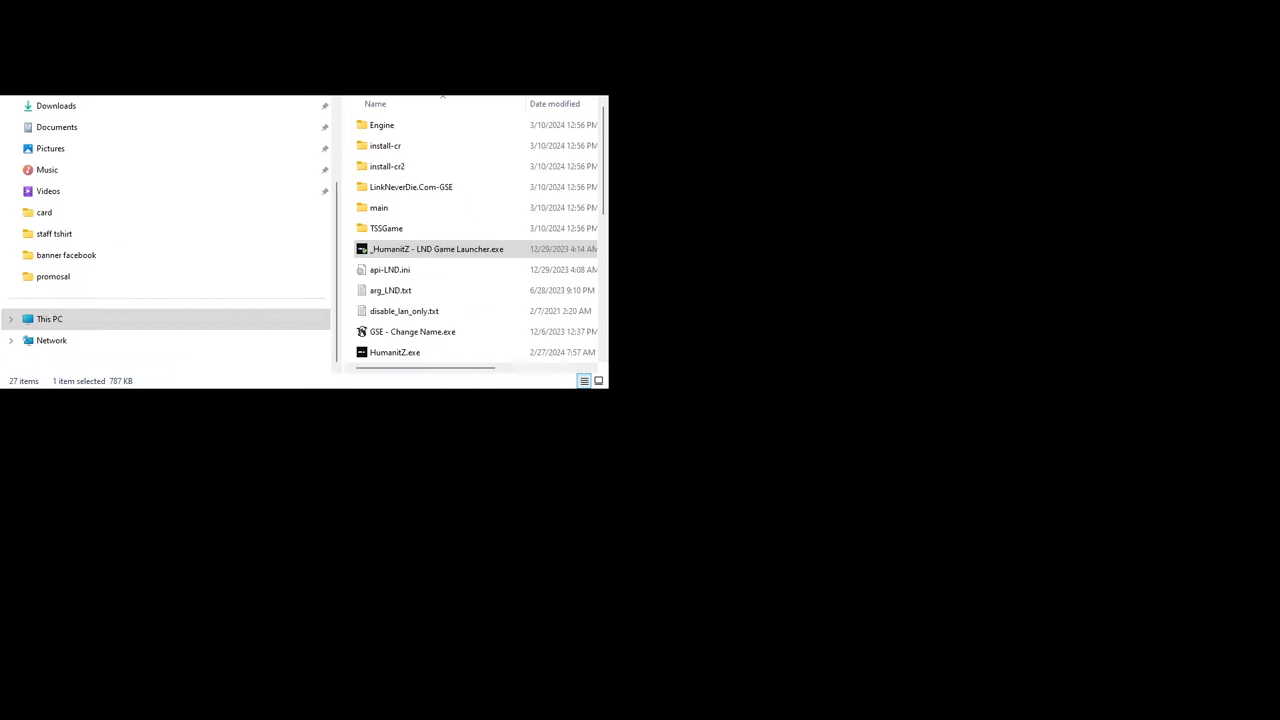 Downloads
Documents
Pictures
Music
Videos
card
staff tshirt
banner facebook
promosal
This PC
Network
Name Date modified
Engine 3/10/2024 12:56 PM
install-cr 3/10/2024 12:56 PM
install-cr2 3/10/2024 12:56 PM
LinkNeverDie.Com-GSE 3/10/2024 12:56 PM
main 3/10/2024 12:56 PM
TSSGame 3/10/2024 12:56 PM
_HumanitZ - LND Game Launcher.exe 12/29/2023 4:14 AM
api-LND.ini 12/29/2023 4:08 AM
arg_LND.txt 6/28/2023 9:10 PM
disable_lan_only.txt 2/7/2021 2:20 AM
GSE - Change Name.exe 12/6/2023 12:37 PM
HumanitZ.exe 2/27/2024 7:57 AM
27 items 1 item selected 787 KB